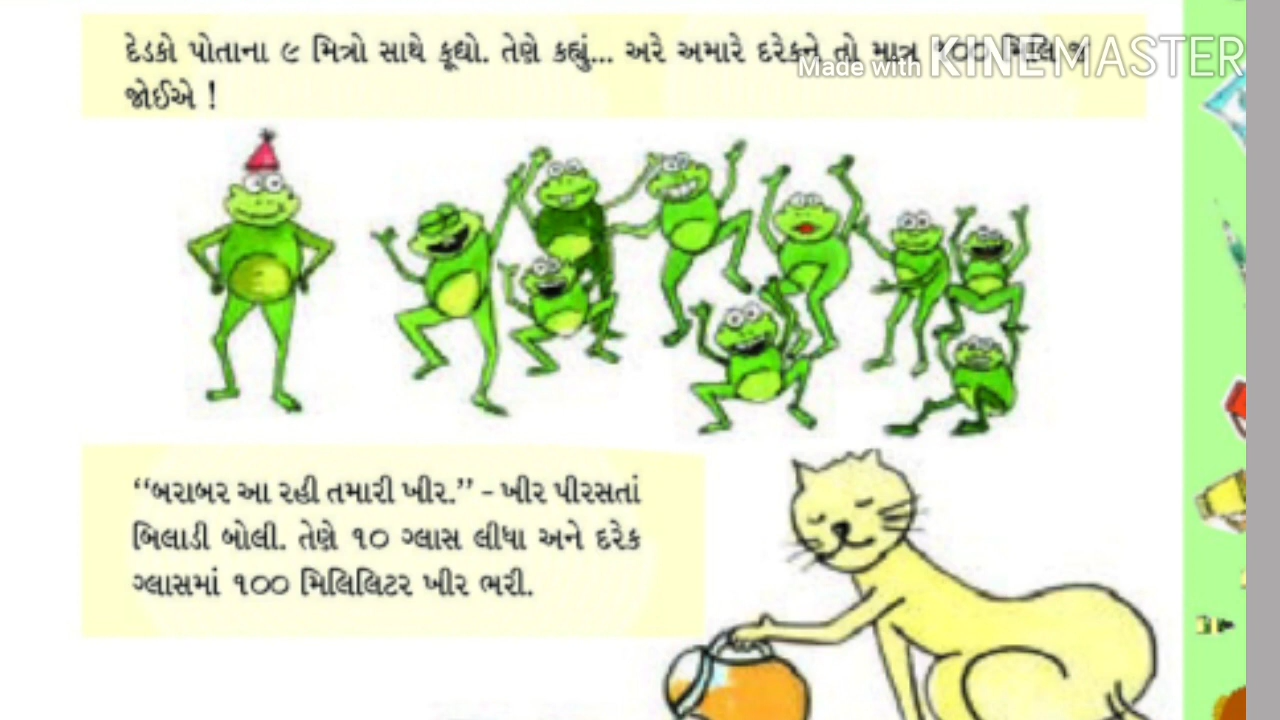 દેડકો પોતાના ૯ મિત્રો સાથે કૂદ્યો. તેણે કહ્યું... અરે અમારે દરેકને તો માત્ર ૧૦૦ મિલિ જ
Made with KINEMASTER
જોઈએ !
“બરાબર આ રહી તમારી ખીર.” - ખીર પીરસતાં
બિલાડી બોલી. તેણે ૧૦ ગ્લાસ લીધા અને દરેક
ગ્લાસમાં ૧૦૦ મિલિલિટર ખીર ભરી.